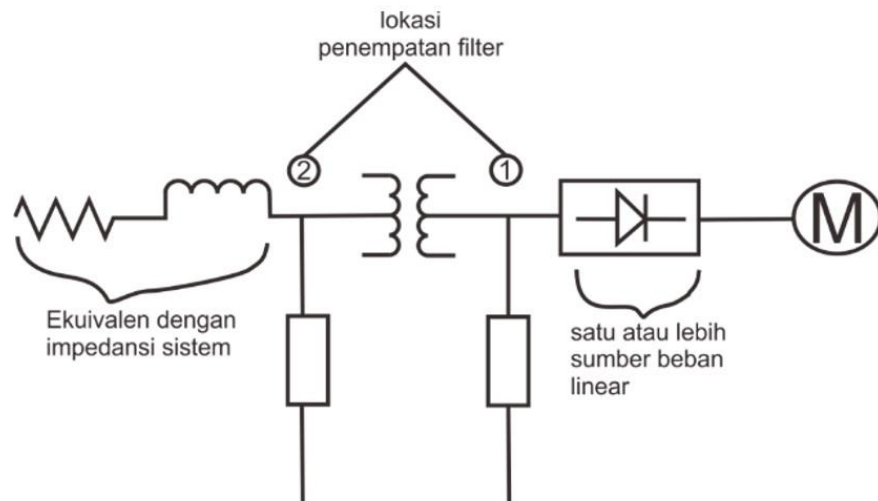 lokasi
penempatan filter
2
1
M
Ekuivalen dengan
impedansi sistem
satu atau lebih
sumber beban
linear